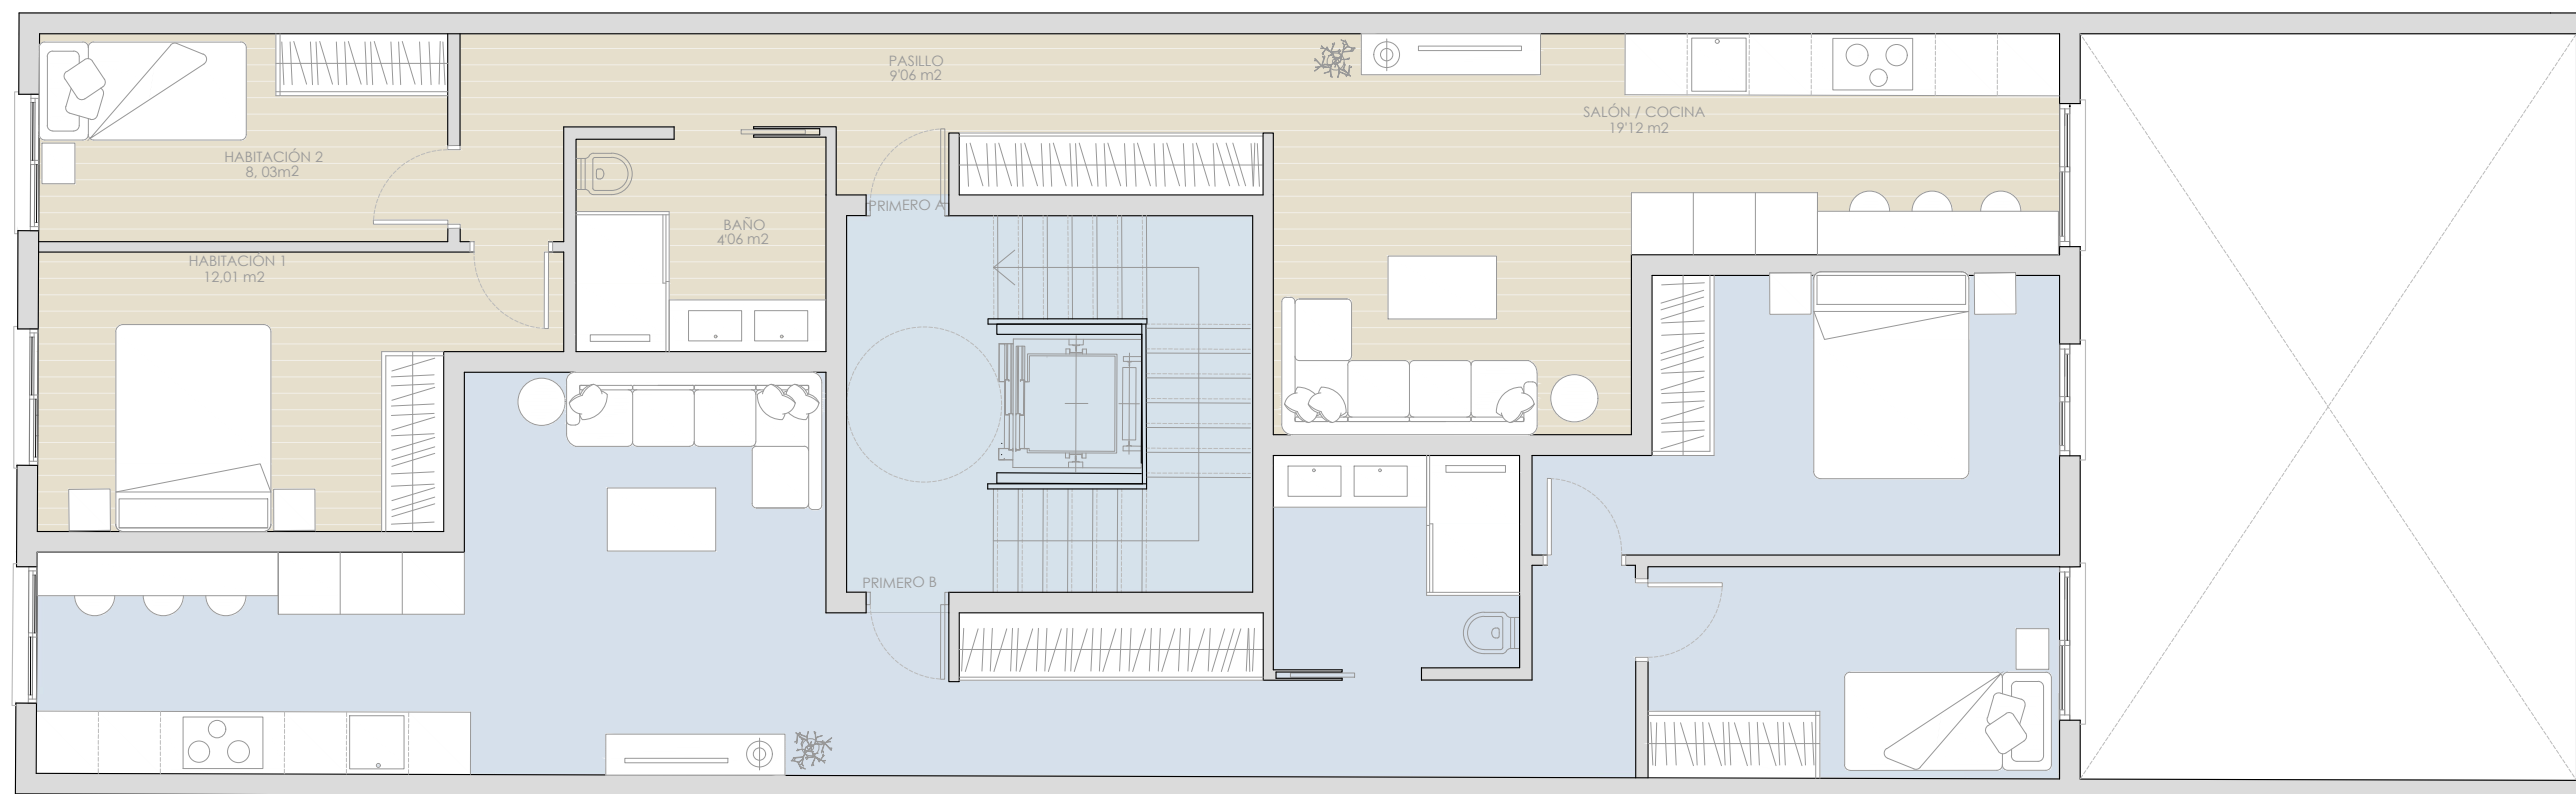 PASILLO
9'06 m2
SALÓN / COCINA
19'12 m2
HABITACIÓN 2
8, 03m2
PRIMERO A
BAÑO
4'06 m2
HABITACIÓN 1
12,01 m2
PRIMERO B